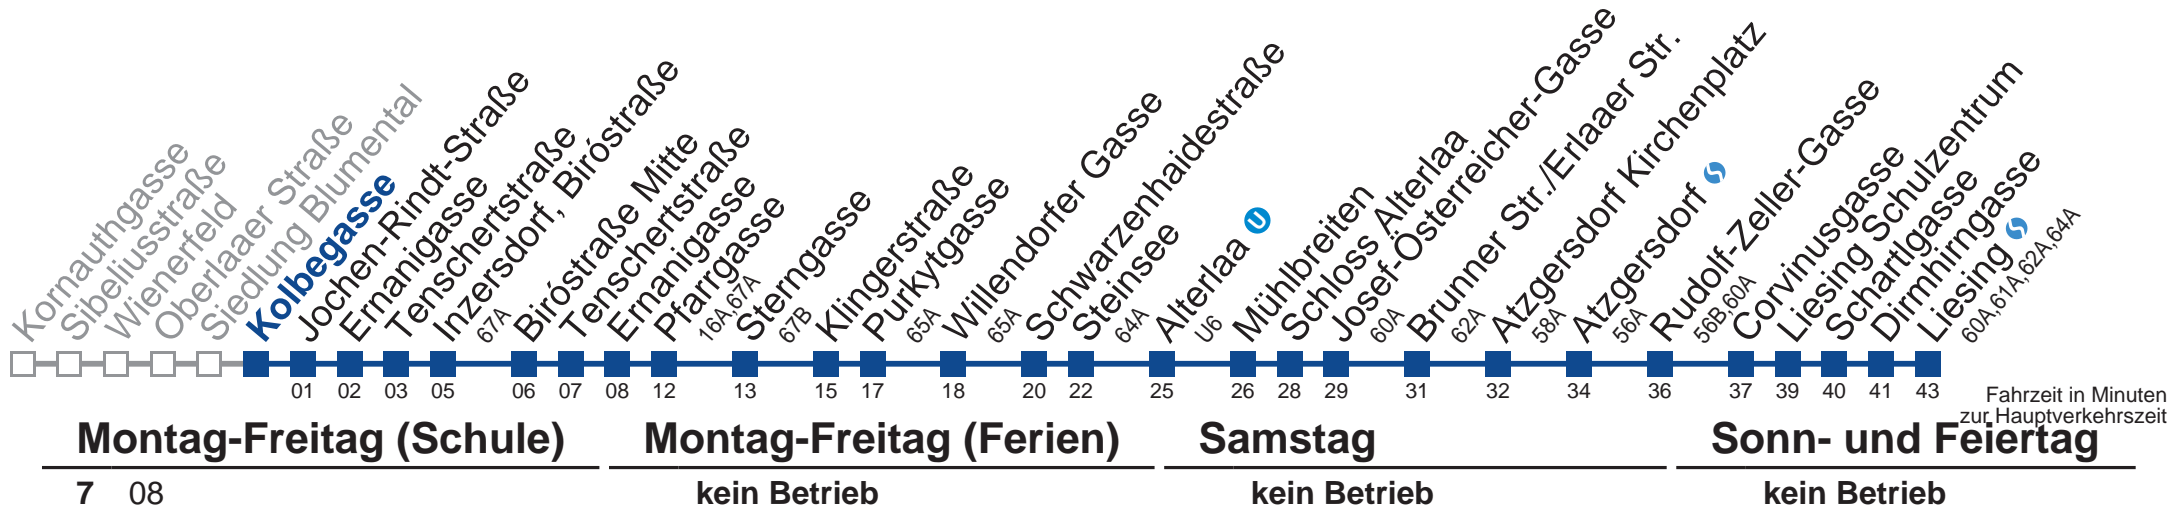 Kornauthgasse
Sibeliusstraße
Wienerfeld
Oberlaaer Straße
Siedlung Blumental
Kolbegasse
Jochen-Rindt-Straße
Ernanigasse
Tenschertstraße
Inzersdorf, Biróstraße
67A
Biróstraße Mitte
Tenschertstraße
Ernanigasse
Pfarrgasse
16A,67A
Sterngasse
67B
Klingerstraße
Purkytgasse
65A
Willendorfer Gasse
65A
Schwarzenhaidestraße
Steinsee
64A
Alterlaa U
U6
Mühlbreiten
Schloss Alterlaa
Josef-Österreicher-Gasse
60A
Brunner Str./Erlaaer Str.
62A
Atzgersdorf Kirchenplatz
58A
Atzgersdorf
56A
Rudolf-Zeller-Gasse
56B,60A
Corvinusgasse
Liesing Schulzentrum
Schartlgasse
Dirmhirngasse
Liesing
60A,61A,62A,64A
01 02 03 05 06 07 08 12 13 15 17 18 20 22 25 26 28 29 31 32 34 36 37 39 40 41 43
Fahrzeit in Minuten
zur Hauptverkehrszeit
Montag-Freitag (Schule) Montag-Freitag (Ferien) Samstag Sonn- und Feiertag
7 08 kein Betrieb kein Betrieb kein Betrieb